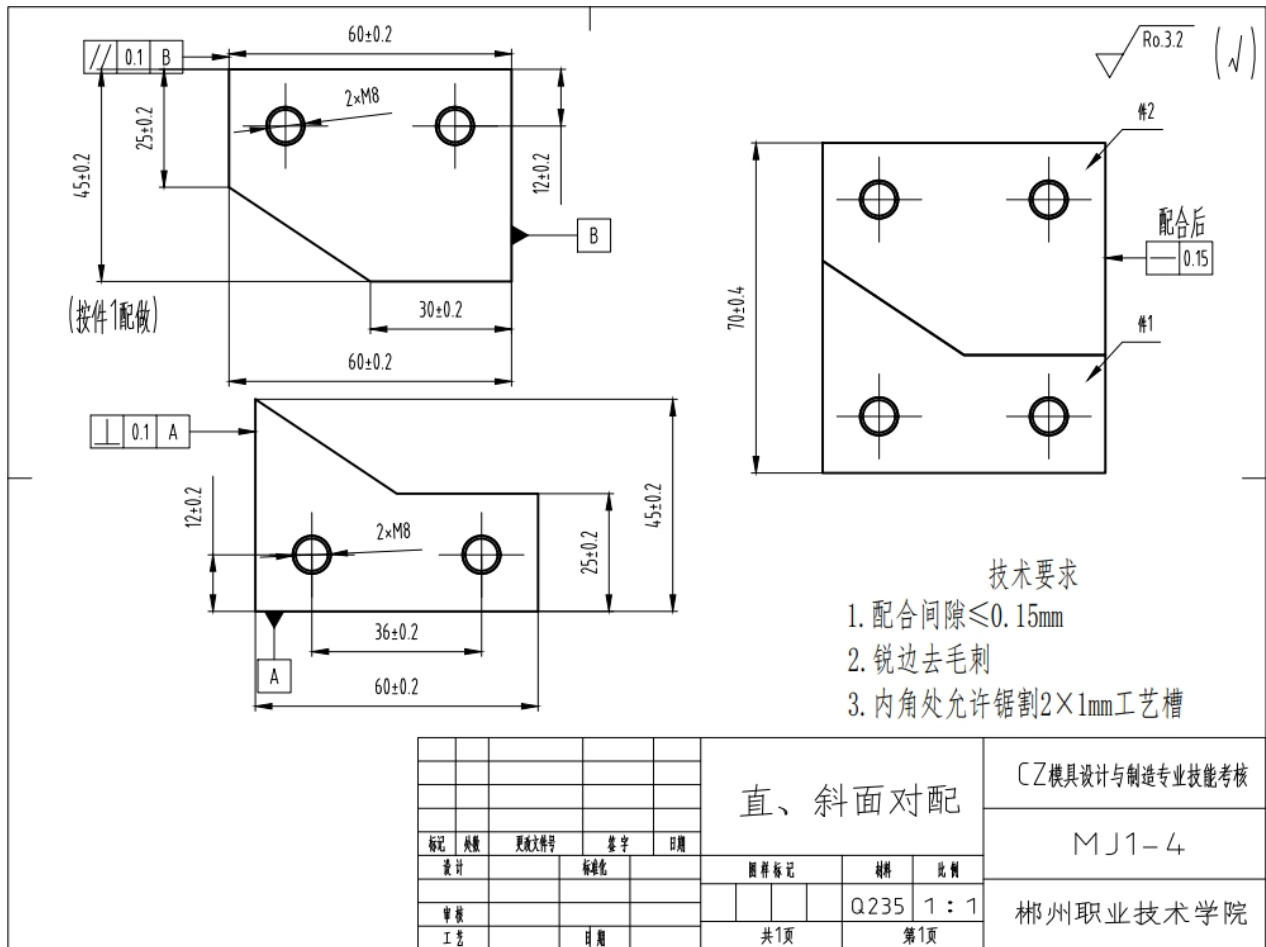 60±0.2
// 0.1 B
Ra.3.2
(√)
2×M8
25±0.2
45±0.2
12±0.2
B
(按件1配做)
30±0.2
60±0.2
件2
配合后
— 0.15
70±0.4
件1
⊥ 0.1 A
12±0.2
2×M8
25±0.2
45±0.2
36±0.2
A
60±0.2
技术要求
1.配合间隙≤0.15mm
2.锐边去毛刺
3.内角处允许锯割2×1mm工艺槽
直、斜面对配
CZ模具设计与制造专业技能考核
MJ1-4
郴州职业技术学院
标记 处数 更改文件号 签字 日期
设计 标准化
图样标记 材料 比例
Q235 1:1
审核
工艺 日期
共1页 第1页